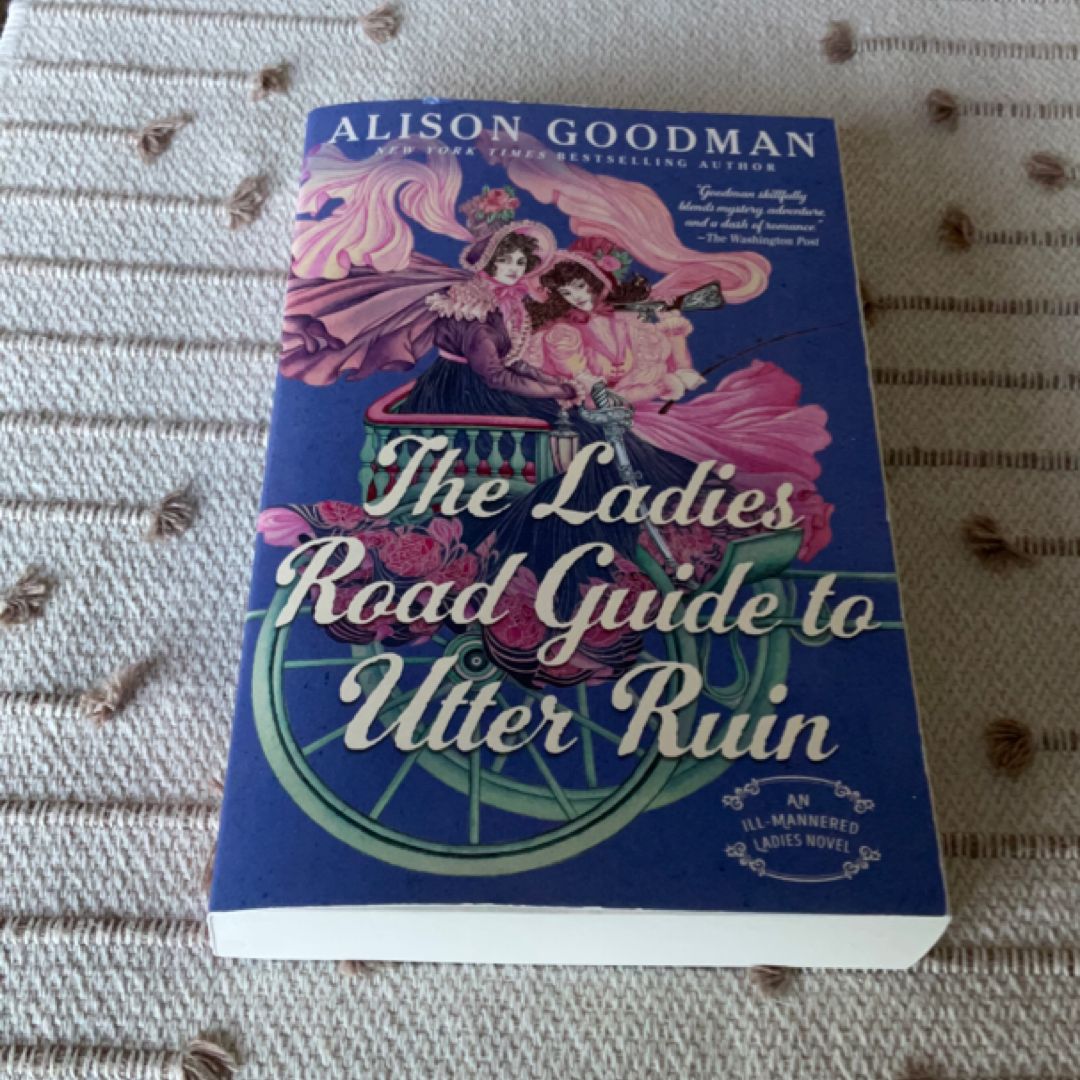 ALISON GOODMAN
NEW YORK TIMES BESTSELLING AUTHOR
"Goodman skillfully
blends mystery, adventure,
and a dash of romance."
—The Washington Post
The Ladies
Road Guide to
Utter Ruin
AN
ILL-MANNERED
LADIES NOVEL